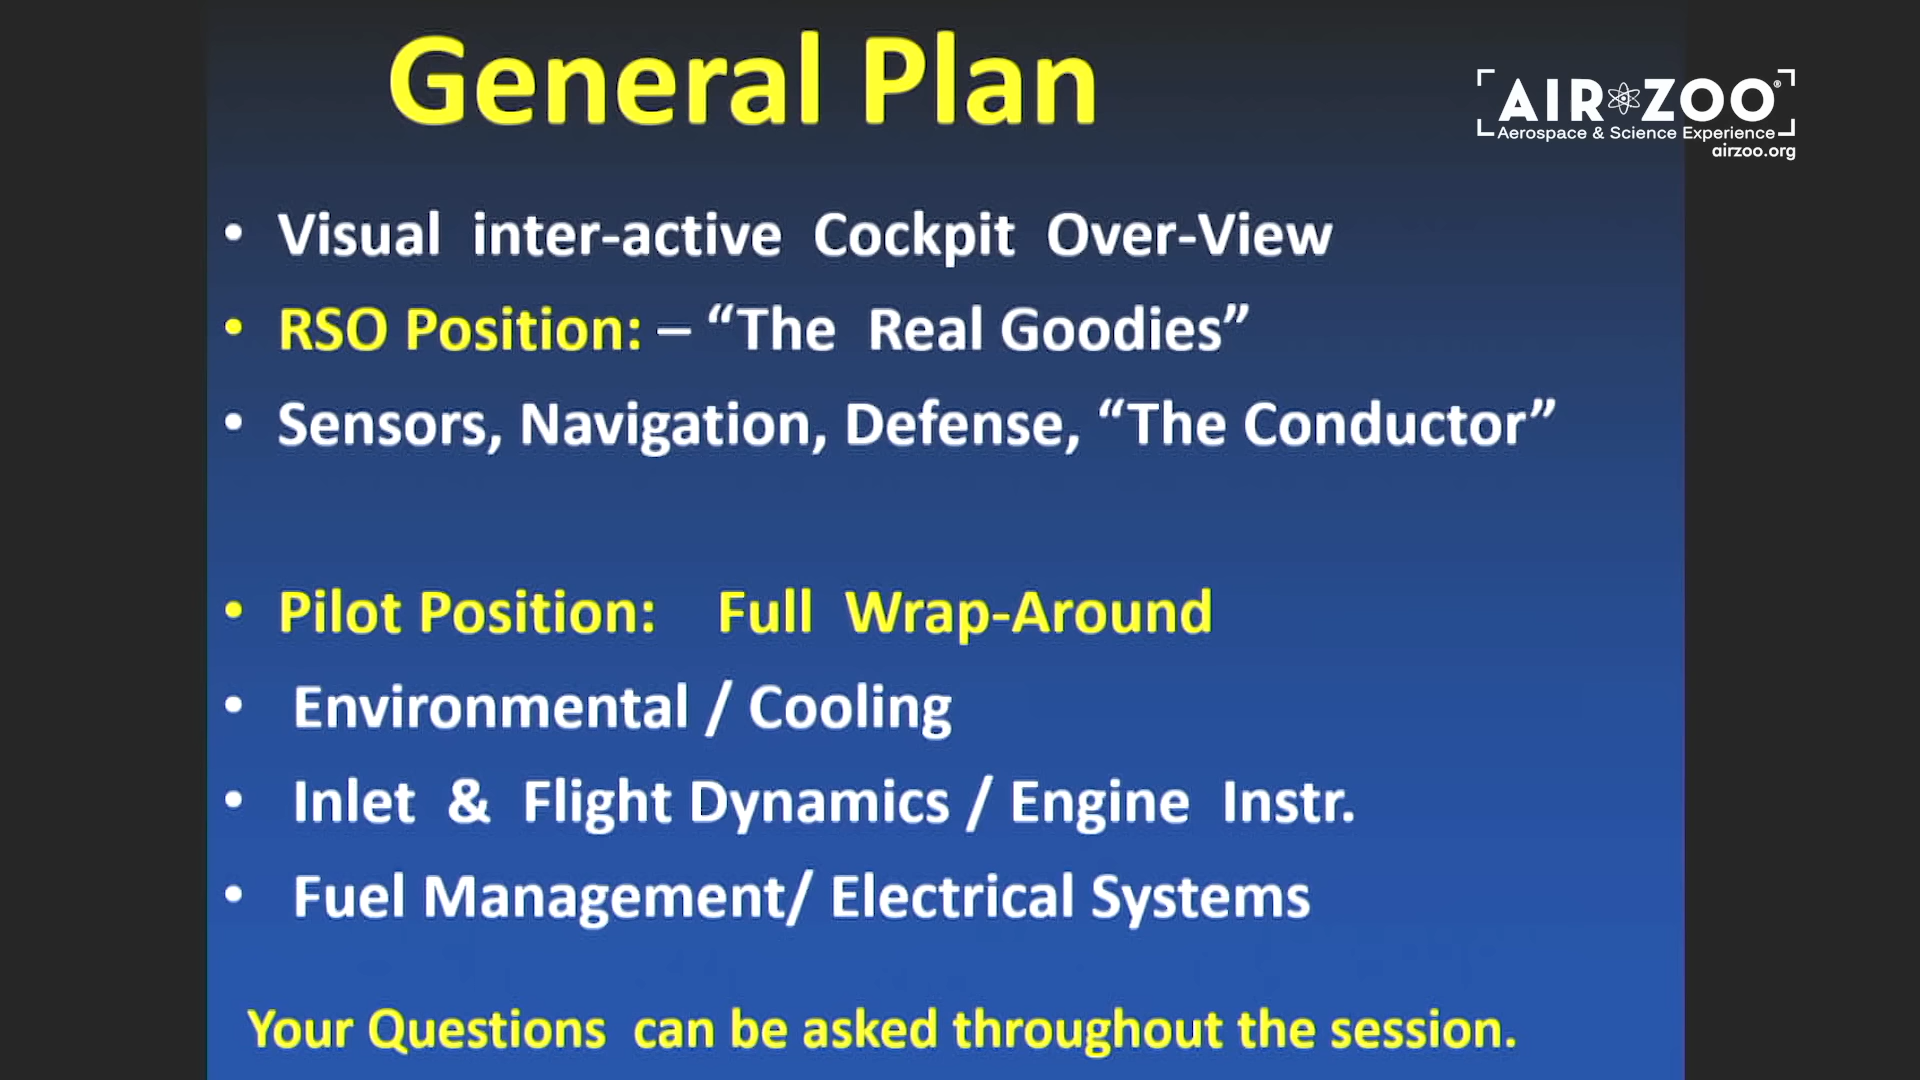 General Plan
AIR ZOO®
Aerospace & Science Experience
airzoo.org
• Visual inter-active Cockpit Over-View
• RSO Position: – “The Real Goodies”
• Sensors, Navigation, Defense, “The Conductor”
• Pilot Position: Full Wrap-Around
• Environmental / Cooling
• Inlet & Flight Dynamics / Engine Instr.
• Fuel Management/ Electrical Systems
Your Questions can be asked throughout the session.